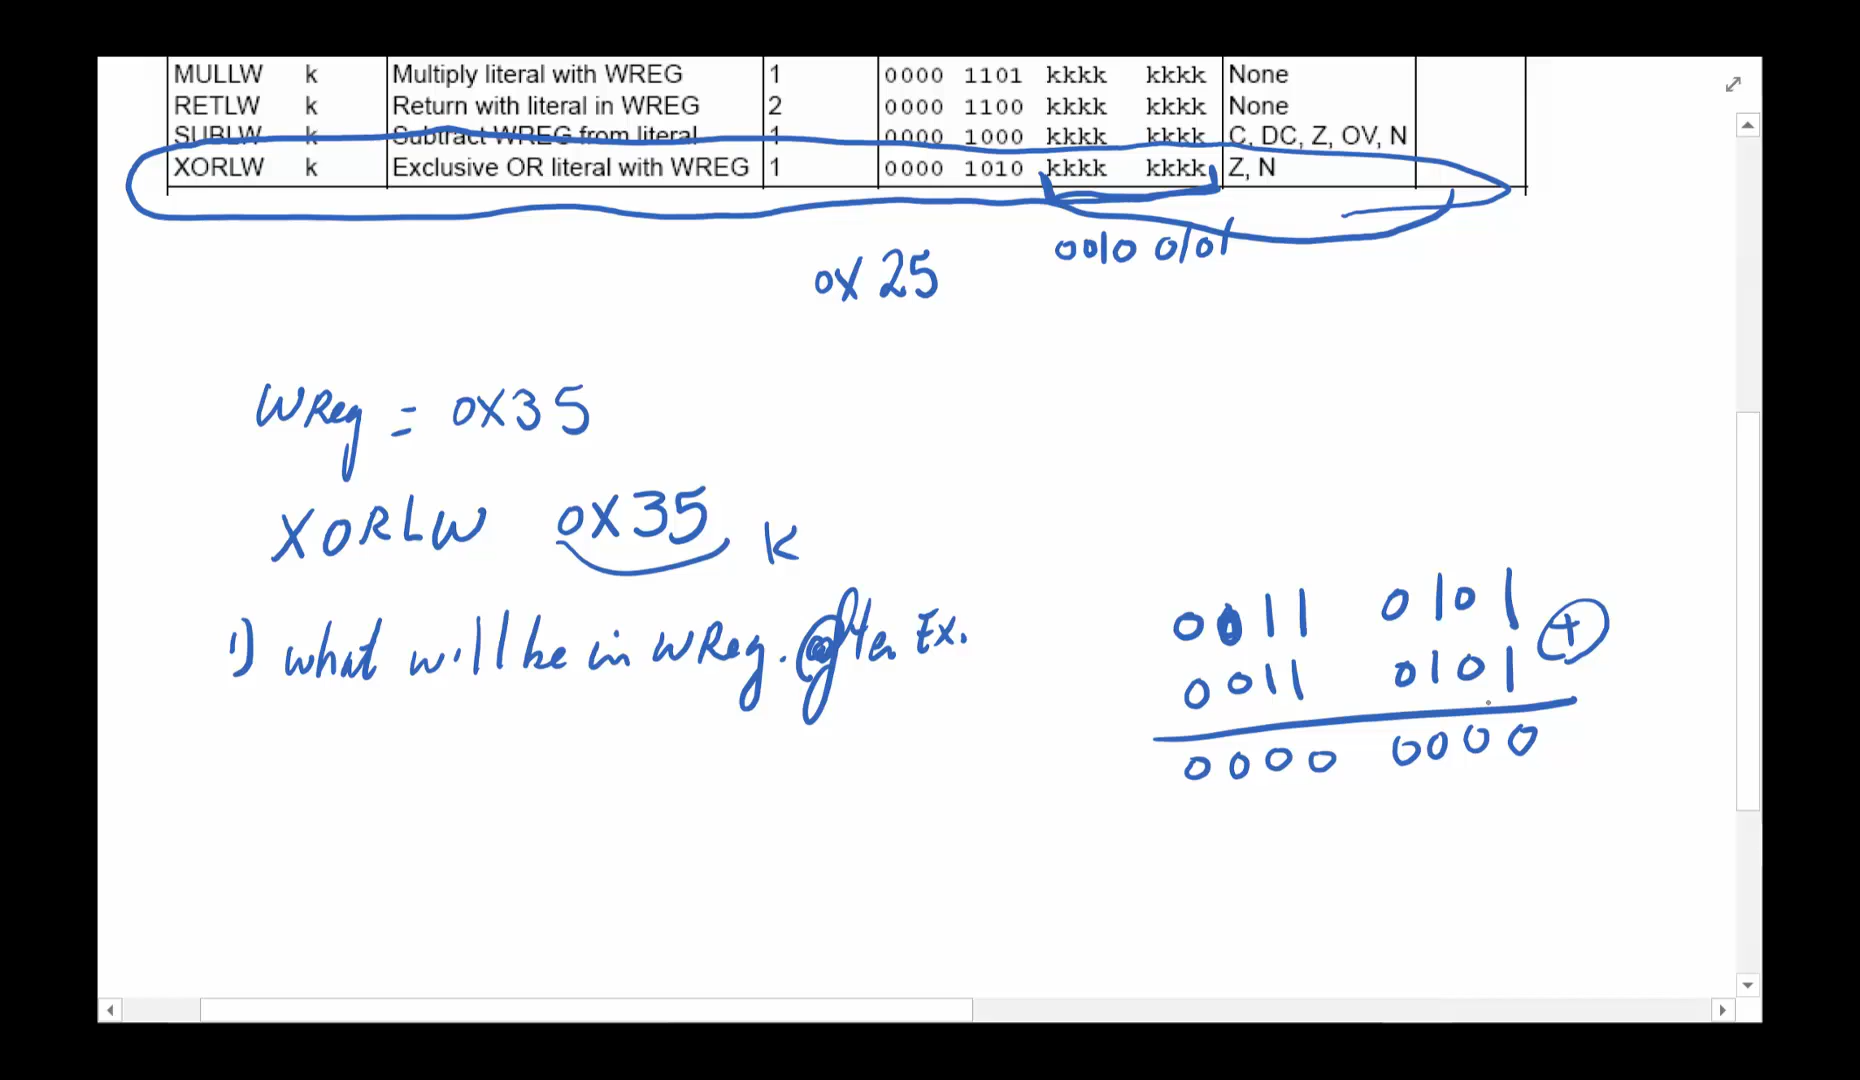 MULLW k Multiply literal with WREG 1 0000 1101 kkkk kkkk None
RETLW k Return with literal in WREG 2 0000 1100 kkkk kkkk None
SUBLW k Subtract WREG from literal 1 0000 1000 kkkk kkkk C, DC, Z, OV, N
XORLW k Exclusive OR literal with WREG 1 0000 1010 kkkk kkkk Z, N
0010 0101
0x25
WReg = 0x35
XORLW 0x35 K
1) what will be in WReg. after Ex.
0011 0101
+
0011 0101
0000 0000